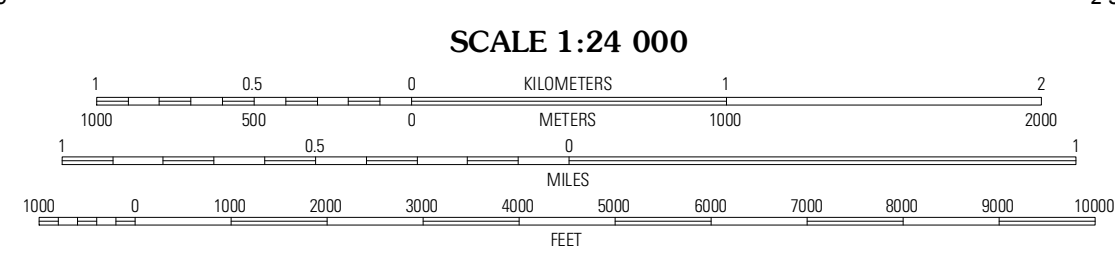 SCALE 1:24 000
1 0.5 0 KILOMETERS 1 2
1000 500 0 METERS 1000 2000
1 0.5 0 1
MILES
1000 0 1000 2000 3000 4000 5000 6000 7000 8000 9000 10000
FEET